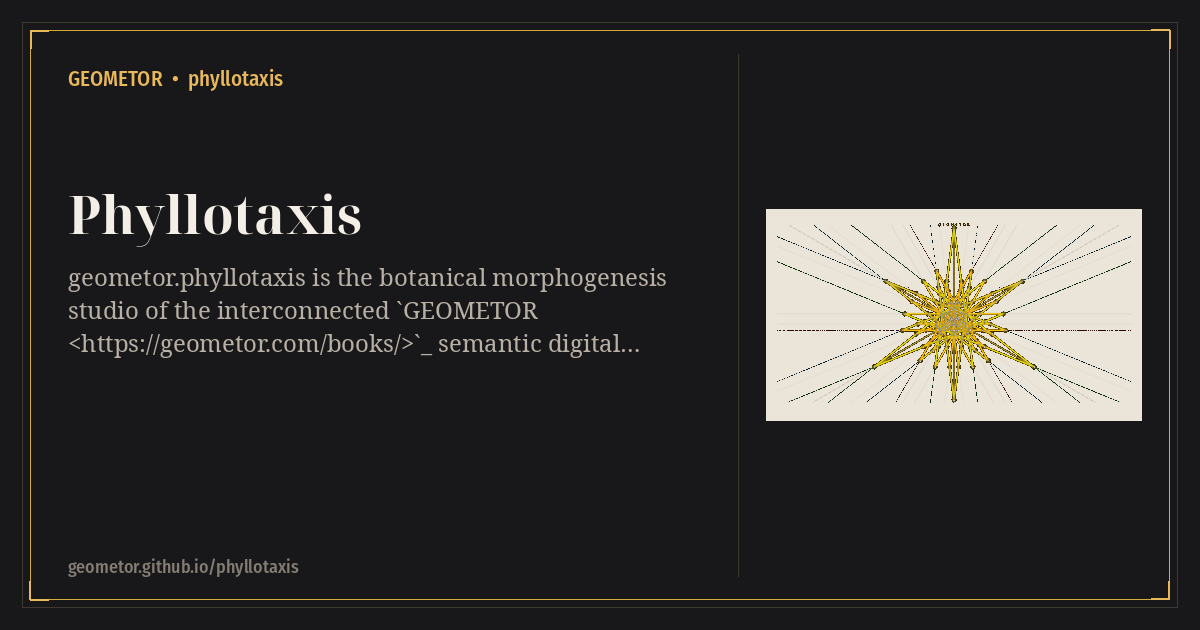 GEOMETOR • phyllotaxis
Phyllotaxis
geometor.phyllotaxis is the botanical morphogenesis
studio of the interconnected `GEOMETOR
<https://geometor.com/books/>`_ semantic digital...
geometor.github.io/phyllotaxis